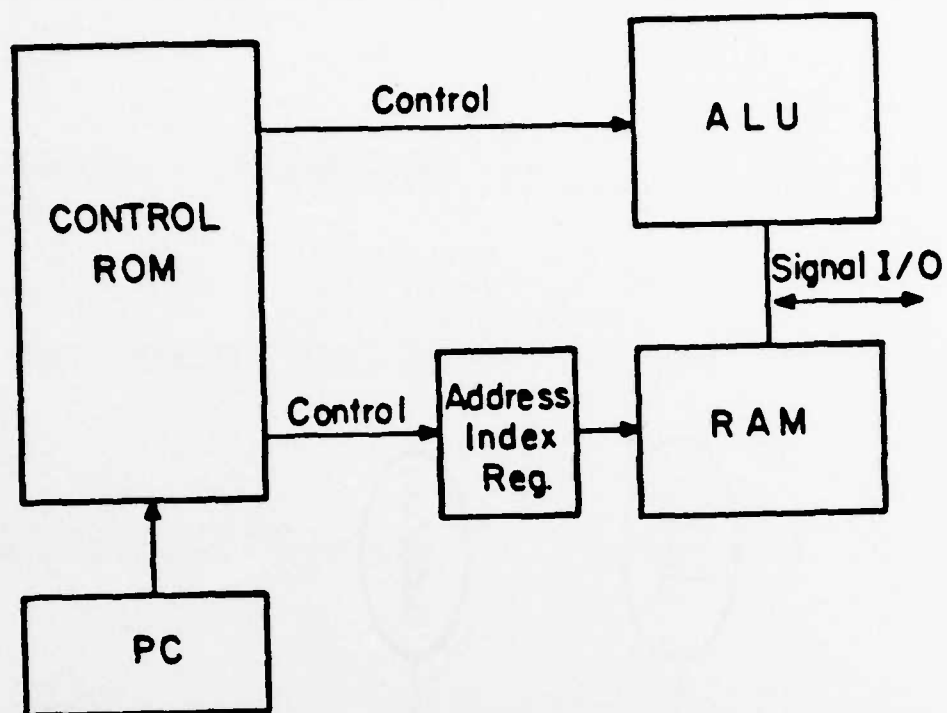 Control
ALU
CONTROL
ROM
Signal I/O
Control
Address
Index
Reg.
RAM
PC